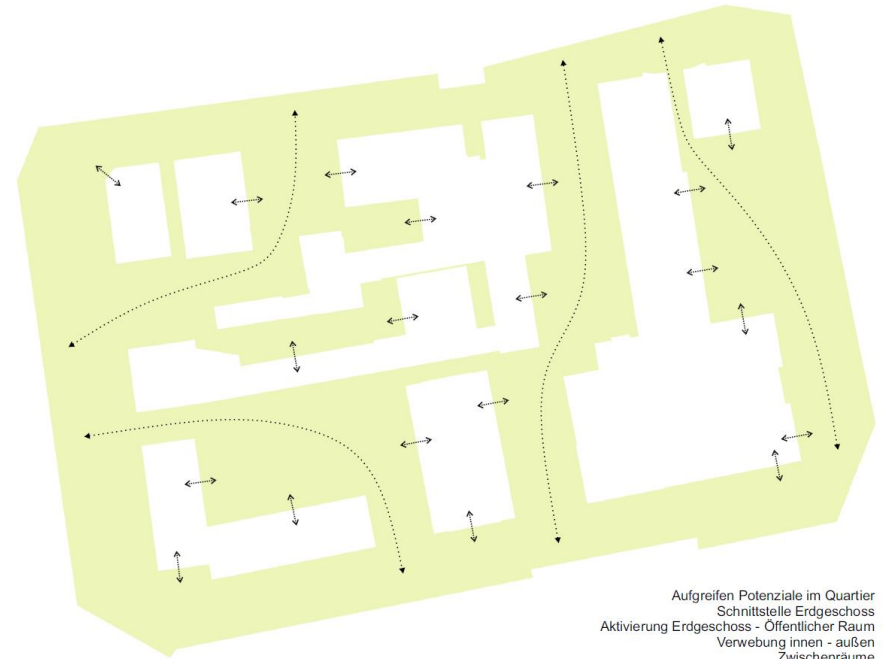 Aufgreifen Potenziale im Quartier
Schnittstelle Erdgeschoss
Aktivierung Erdgeschoss - Öffentlicher Raum
Verwebung innen - außen
Zwischenräume